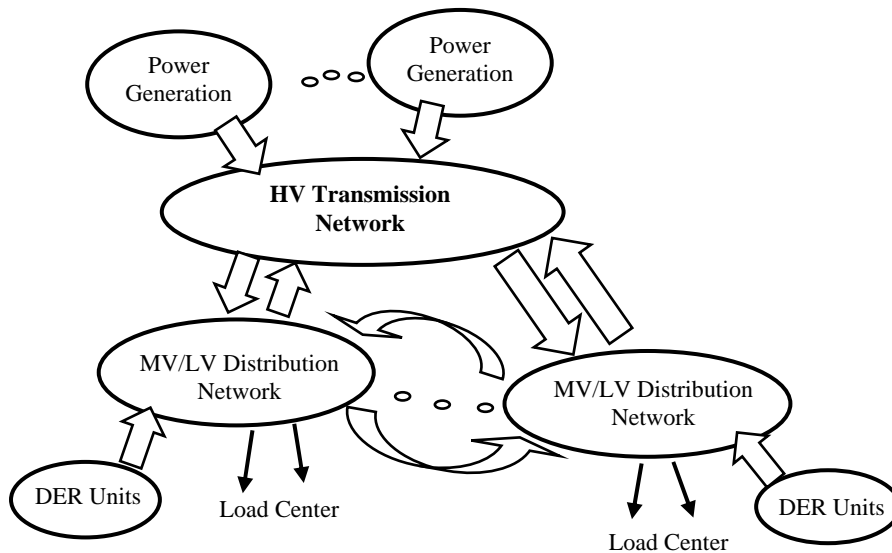 Power
Generation
Power
Generation
HV Transmission
Network
MV/LV Distribution
Network
MV/LV Distribution
Network
DER Units
Load Center
DER Units
Load Center